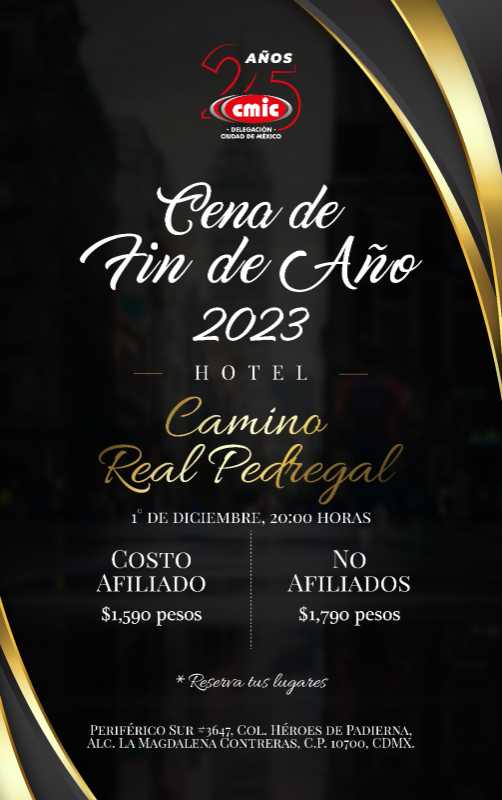 25 AÑOS
cmic
- DELEGACIÓN -
CIUDAD DE MÉXICO
Cena de
Fin de Año
2023
HOTEL
Camino
Real Pedregal
1° DE DICIEMBRE, 20:00 HORAS
COSTO
AFILIADO
$1,590 pesos
NO
AFILIADOS
$1,790 pesos
* Reserva tus lugares
PERIFÉRICO SUR #3647, COL. HÉROES DE PADIERNA,
ALC. LA MAGDALENA CONTRERAS, C.P. 10700, CDMX.